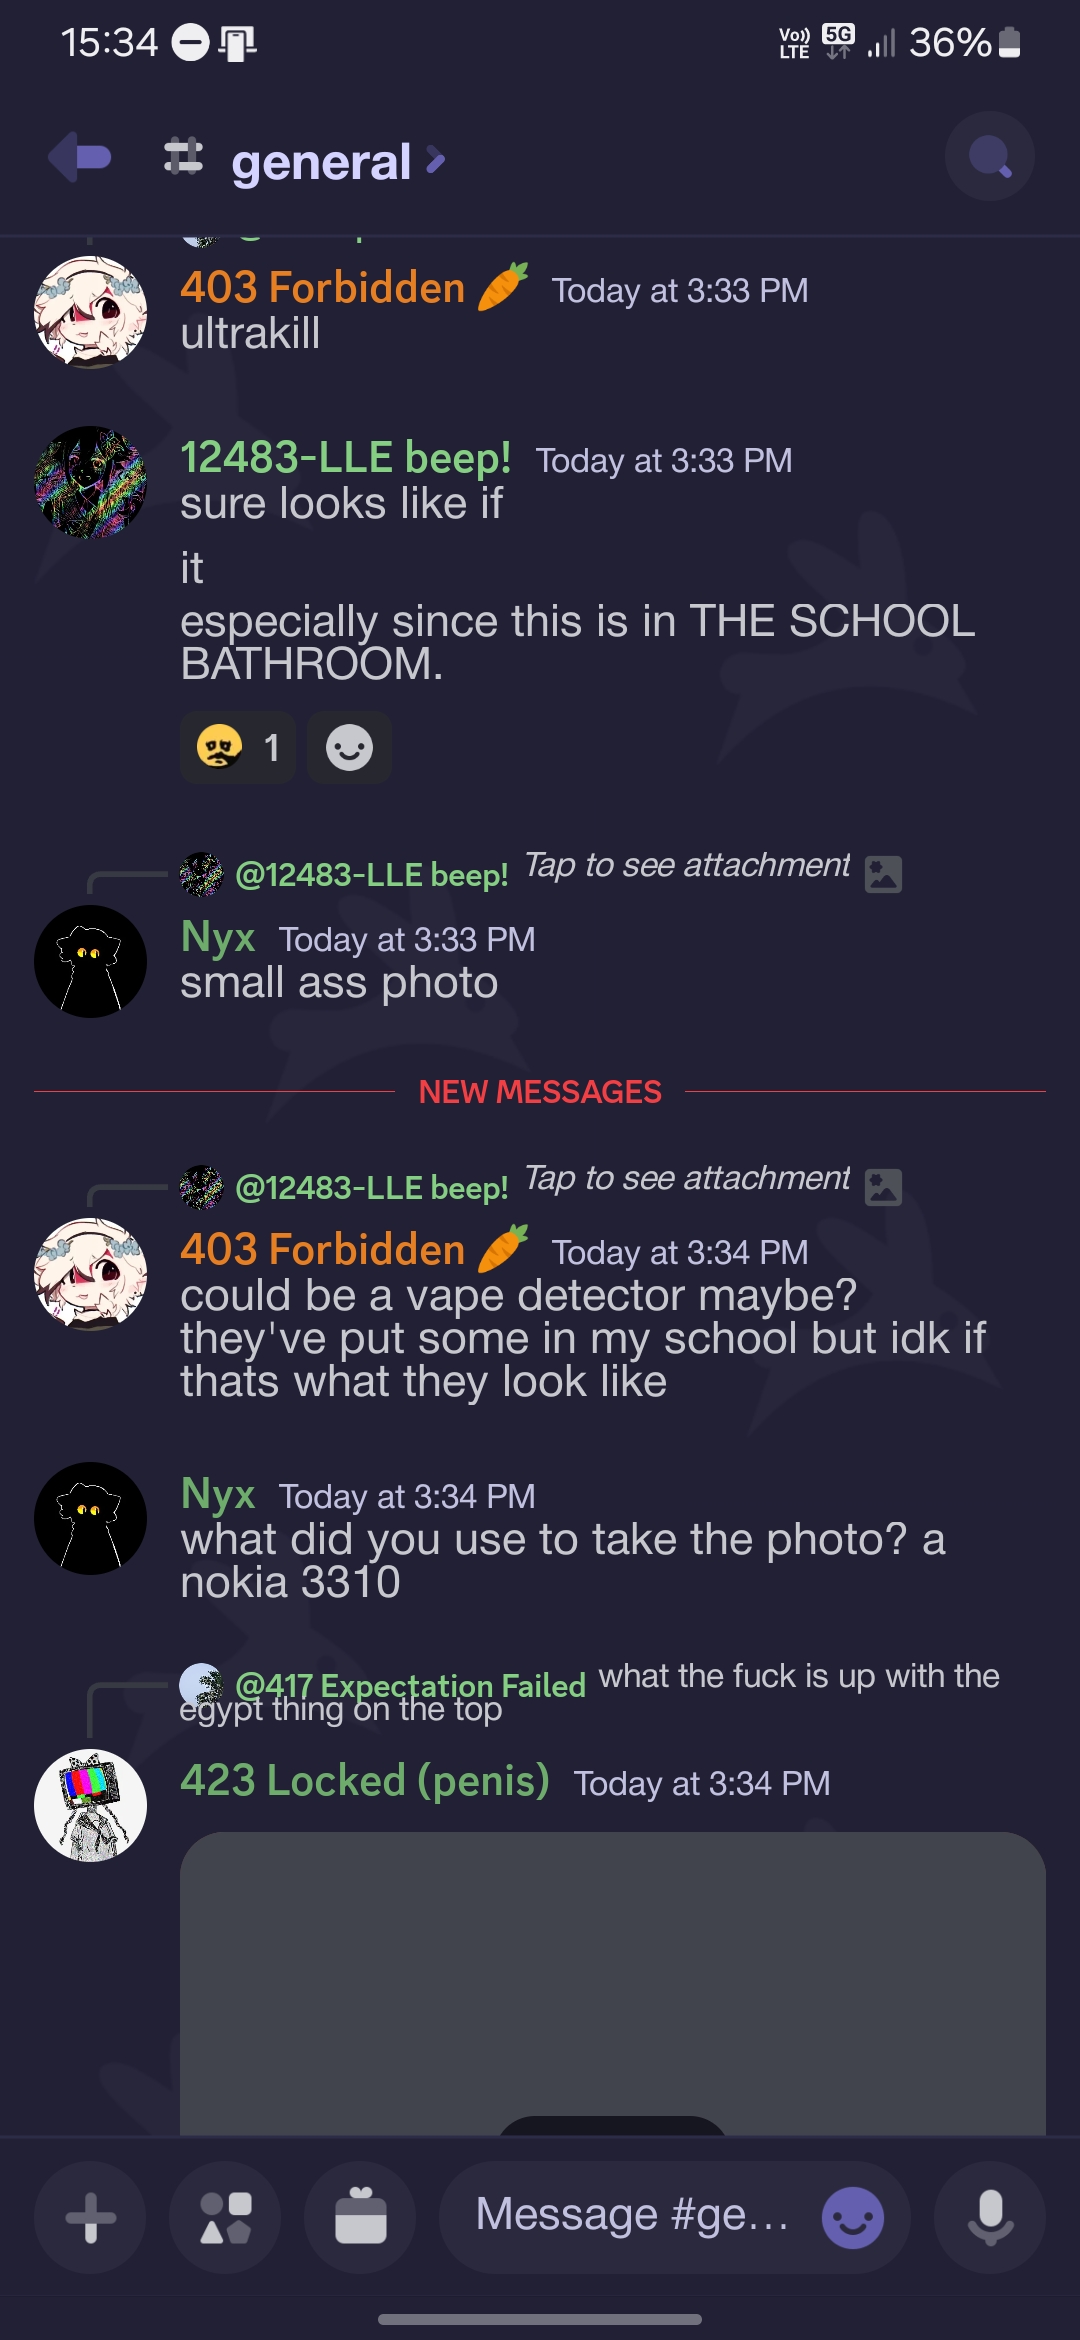 15:34
Vo)) LTE 5G 36%
general
403 Forbidden 🥕 Today at 3:33 PM
ultrakill
12483-LLE beep! Today at 3:33 PM
sure looks like if
it
especially since this is in THE SCHOOL
BATHROOM.
1
@12483-LLE beep! Tap to see attachment
Nyx Today at 3:33 PM
small ass photo
NEW MESSAGES
@12483-LLE beep! Tap to see attachment
403 Forbidden 🥕 Today at 3:34 PM
could be a vape detector maybe?
they've put some in my school but idk if
thats what they look like
Nyx Today at 3:34 PM
what did you use to take the photo? a
nokia 3310
@417 Expectation Failed what the fuck is up with the
egypt thing on the top
423 Locked (penis) Today at 3:34 PM
Message #ge...